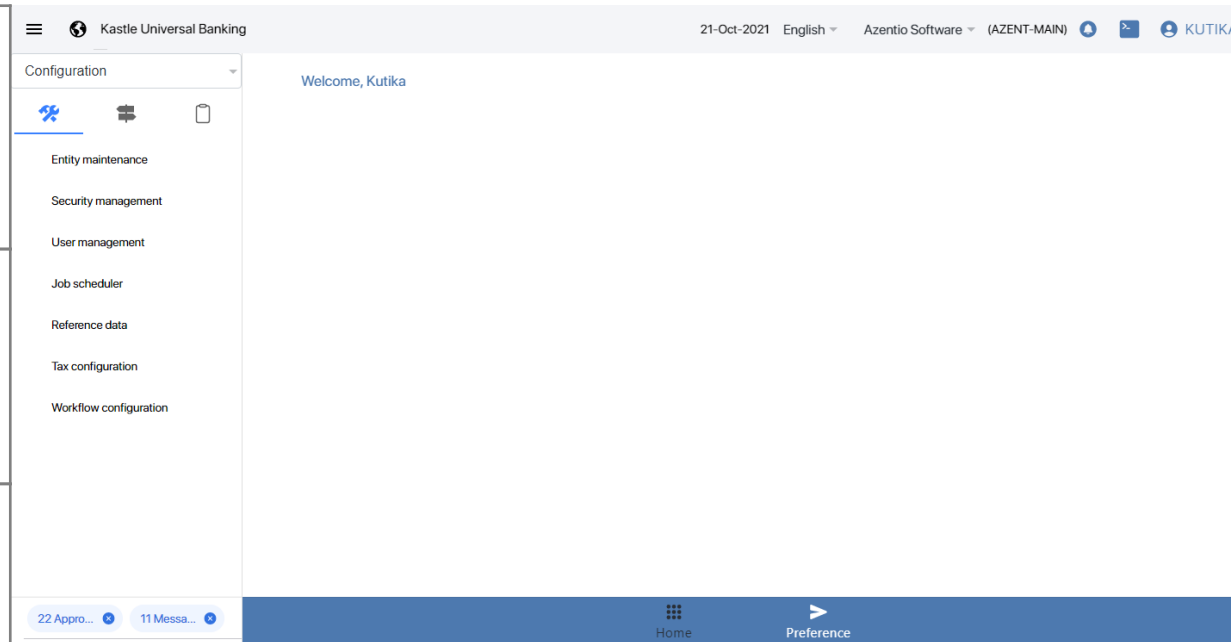 Kastle Universal Banking
21-Oct-2021 English Azentio Software (AZENT-MAIN) KUTIKA
Configuration
Welcome, Kutika
Entity maintenance
Security management
User management
Job scheduler
Reference data
Tax configuration
Workflow configuration
22 Appro... 11 Messa...
Home Preference